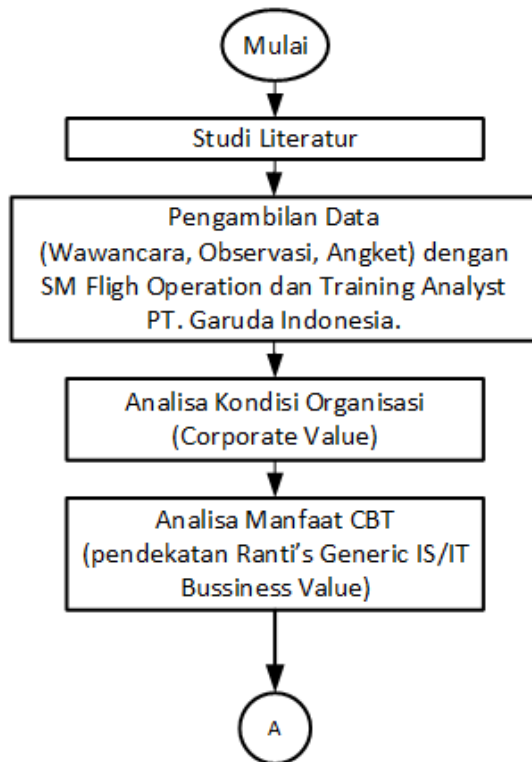 Mulai
Studi Literatur
Pengambilan Data
(Wawancara, Observasi, Angket) dengan
SM Fligh Operation dan Training Analyst
PT. Garuda Indonesia.
Analisa Kondisi Organisasi
(Corporate Value)
Analisa Manfaat CBT
(pendekatan Ranti's Generic IS/IT
Bussiness Value)
A